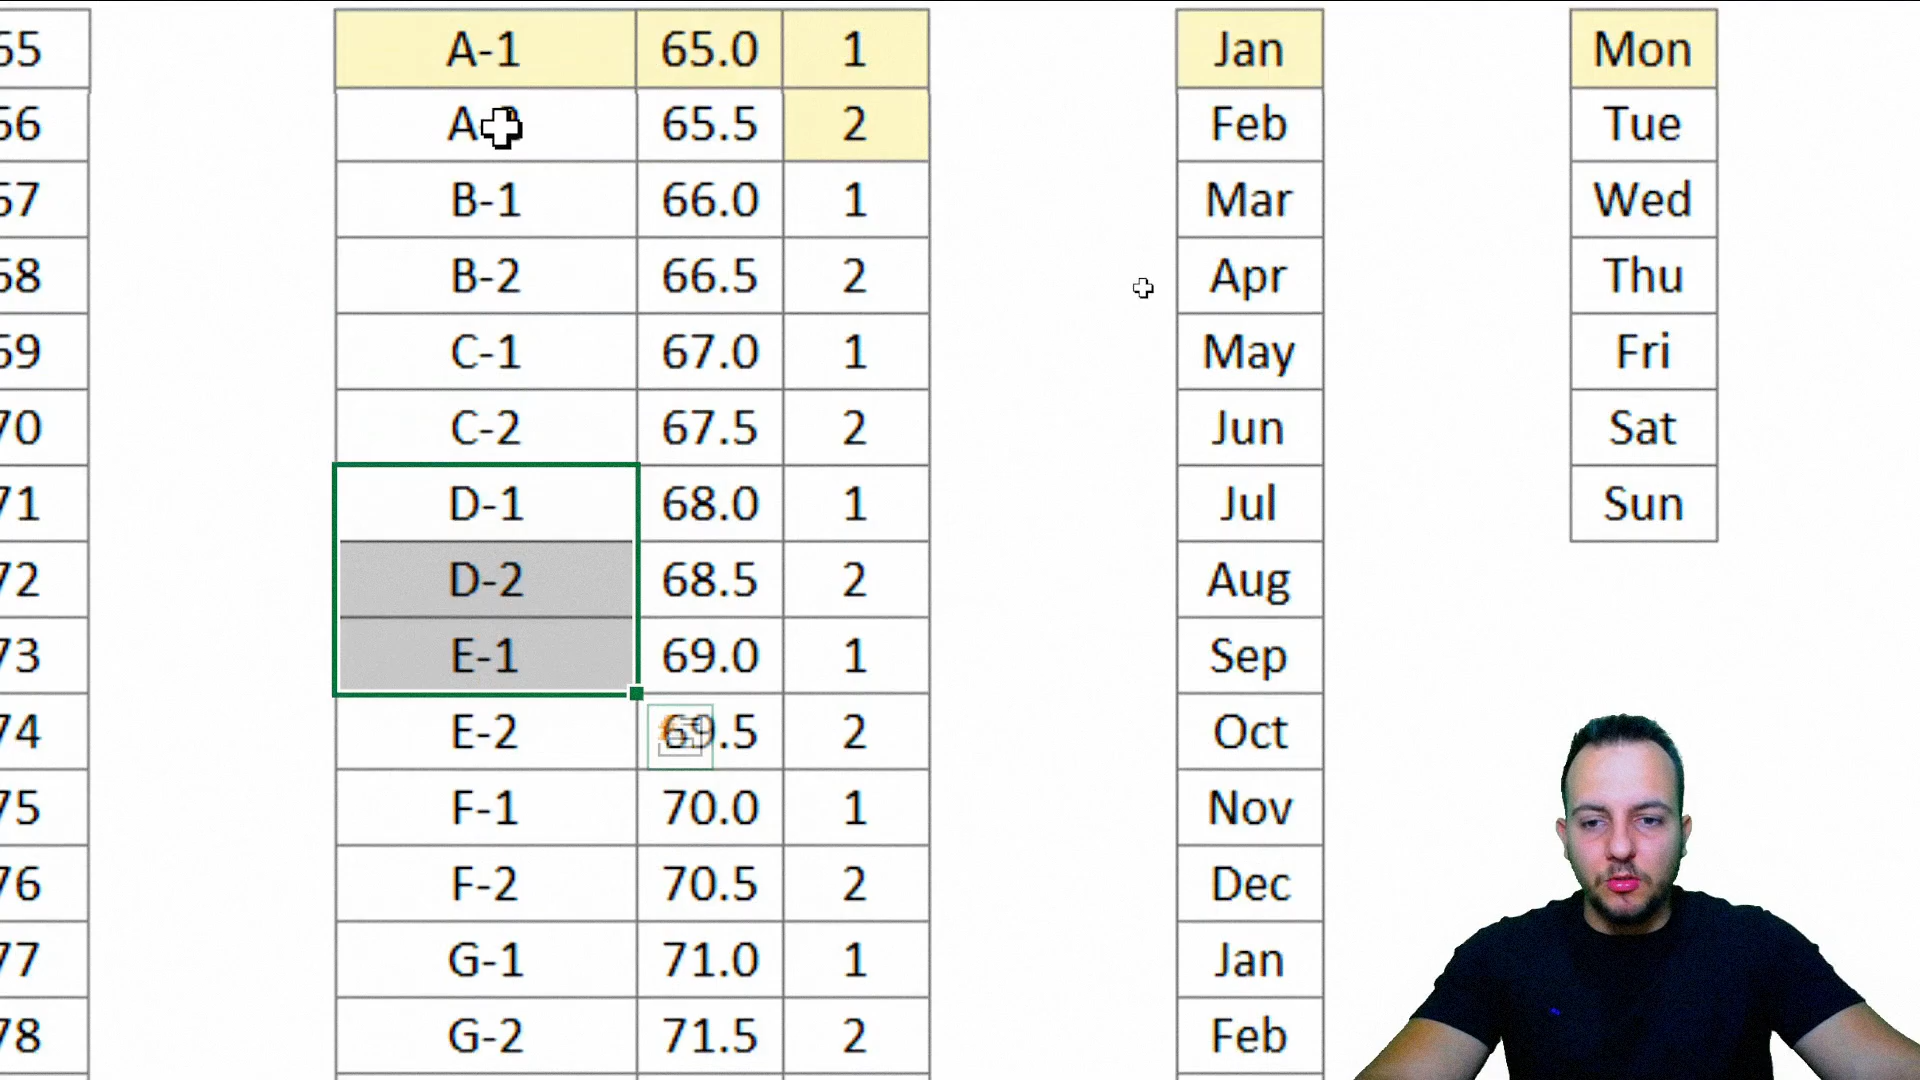 65 A-1 65.0 1 Jan Mon
66 65.5 2 Feb Tue
67 B-1 66.0 1 Mar Wed
68 B-2 66.5 2 Apr Thu
69 C-1 67.0 1 May Fri
70 C-2 67.5 2 Jun Sat
71 D-1 68.0 1 Jul Sun
72 D-2 68.5 2 Aug
73 E-1 69.0 1 Sep
74 E-2 69.5 2 Oct
75 F-1 70.0 1 Nov
76 F-2 70.5 2 Dec
77 G-1 71.0 1 Jan
78 G-2 71.5 2 Feb